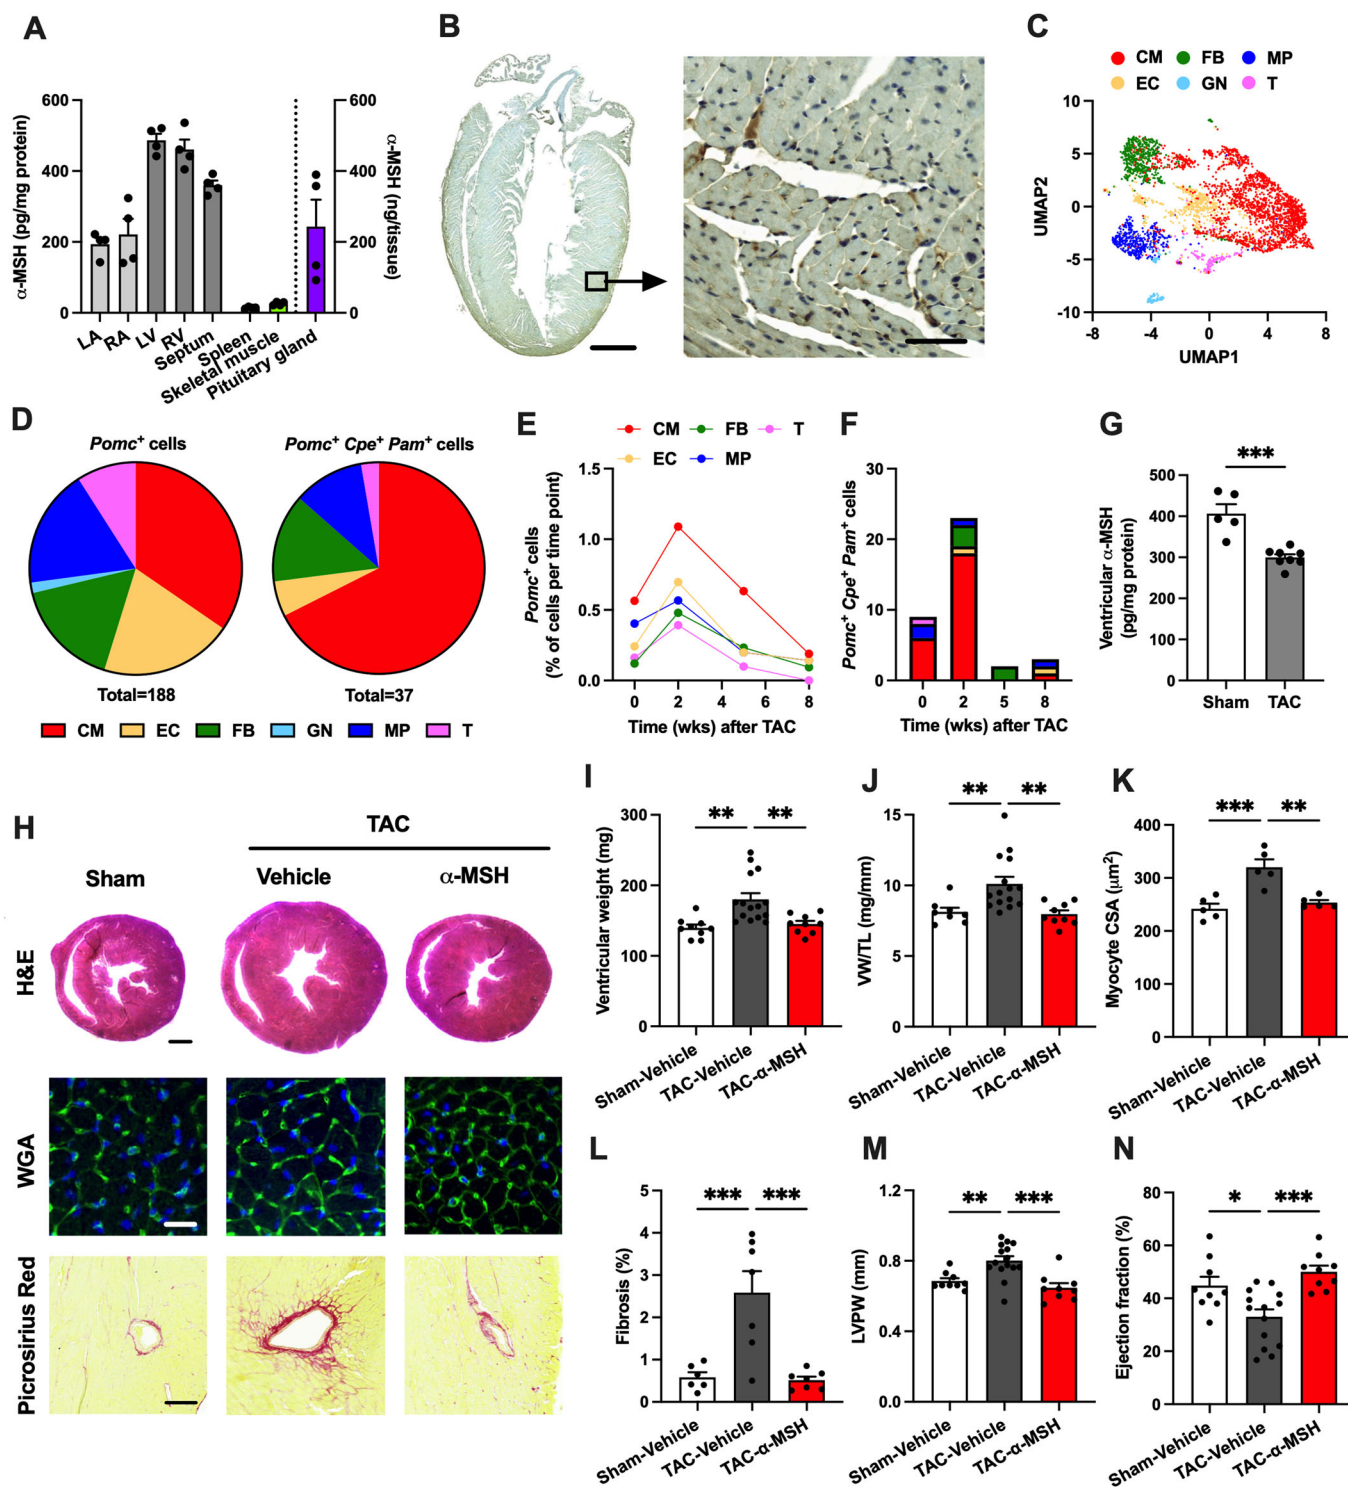 A
α-MSH (pg/mg protein)
600
400
200
0
600
400
200
0
α-MSH (ng/tissue)
LA
RA
LV
RV
Septum
Spleen
Skeletal muscle
Pituitary gland
B
C
CM FB MP
EC GN T
UMAP2
10
5
0
-5
-10
-8 -4 0 4 8
UMAP1
D
Pomc+ cells
Pomc+ Cpe+ Pam+ cells
Total=188
Total=37
CM EC FB GN MP T
E
CM FB T
EC MP
Pomc+ cells
(% of cells per time point)
1.5
1.0
0.5
0.0
0 2 4 6 8
Time (wks) after TAC
F
Pomc+ Cpe+ Pam+ cells
30
20
10
0
0 2 5 8
Time (wks) after TAC
G
***
Ventricular α-MSH
(pg/mg protein)
500
400
300
200
100
0
Sham TAC
H
TAC
Sham Vehicle α-MSH
H&E
WGA
Picrosirius Red
I
** **
Ventricular weight (mg)
300
200
100
0
Sham-Vehicle
TAC-Vehicle
TAC-α-MSH
J
** **
VW/TL (mg/mm)
15
10
5
0
Sham-Vehicle
TAC-Vehicle
TAC-α-MSH
K
*** **
Myocyte CSA (μm2)
400
300
200
100
0
Sham-Vehicle
TAC-Vehicle
TAC-α-MSH
L
*** ***
Fibrosis (%)
5
4
3
2
1
0
Sham-Vehicle
TAC-Vehicle
TAC-α-MSH
M
** ***
LVPW (mm)
1.2
0.8
0.4
0.0
Sham-Vehicle
TAC-Vehicle
TAC-α-MSH
N
* ***
Ejection fraction (%)
80
60
40
20
0
Sham-Vehicle
TAC-Vehicle
TAC-α-MSH